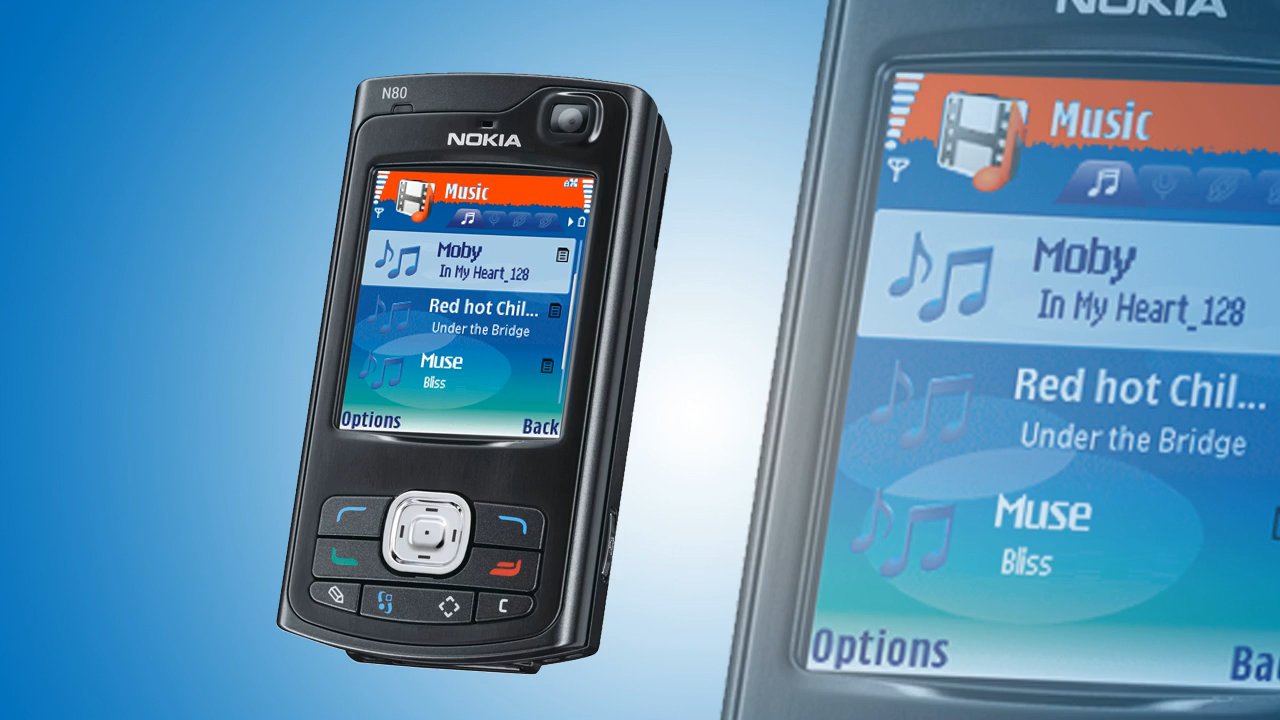 N80
NOKIA
Music
Moby
In My Heart_128
Red hot Chil...
Under the Bridge
Muse
Bliss
Options
Back
C
NOKIA
Music
Moby
In My Heart_128
Red hot Chil...
Under the Bridge
Muse
Bliss
Options
Ba